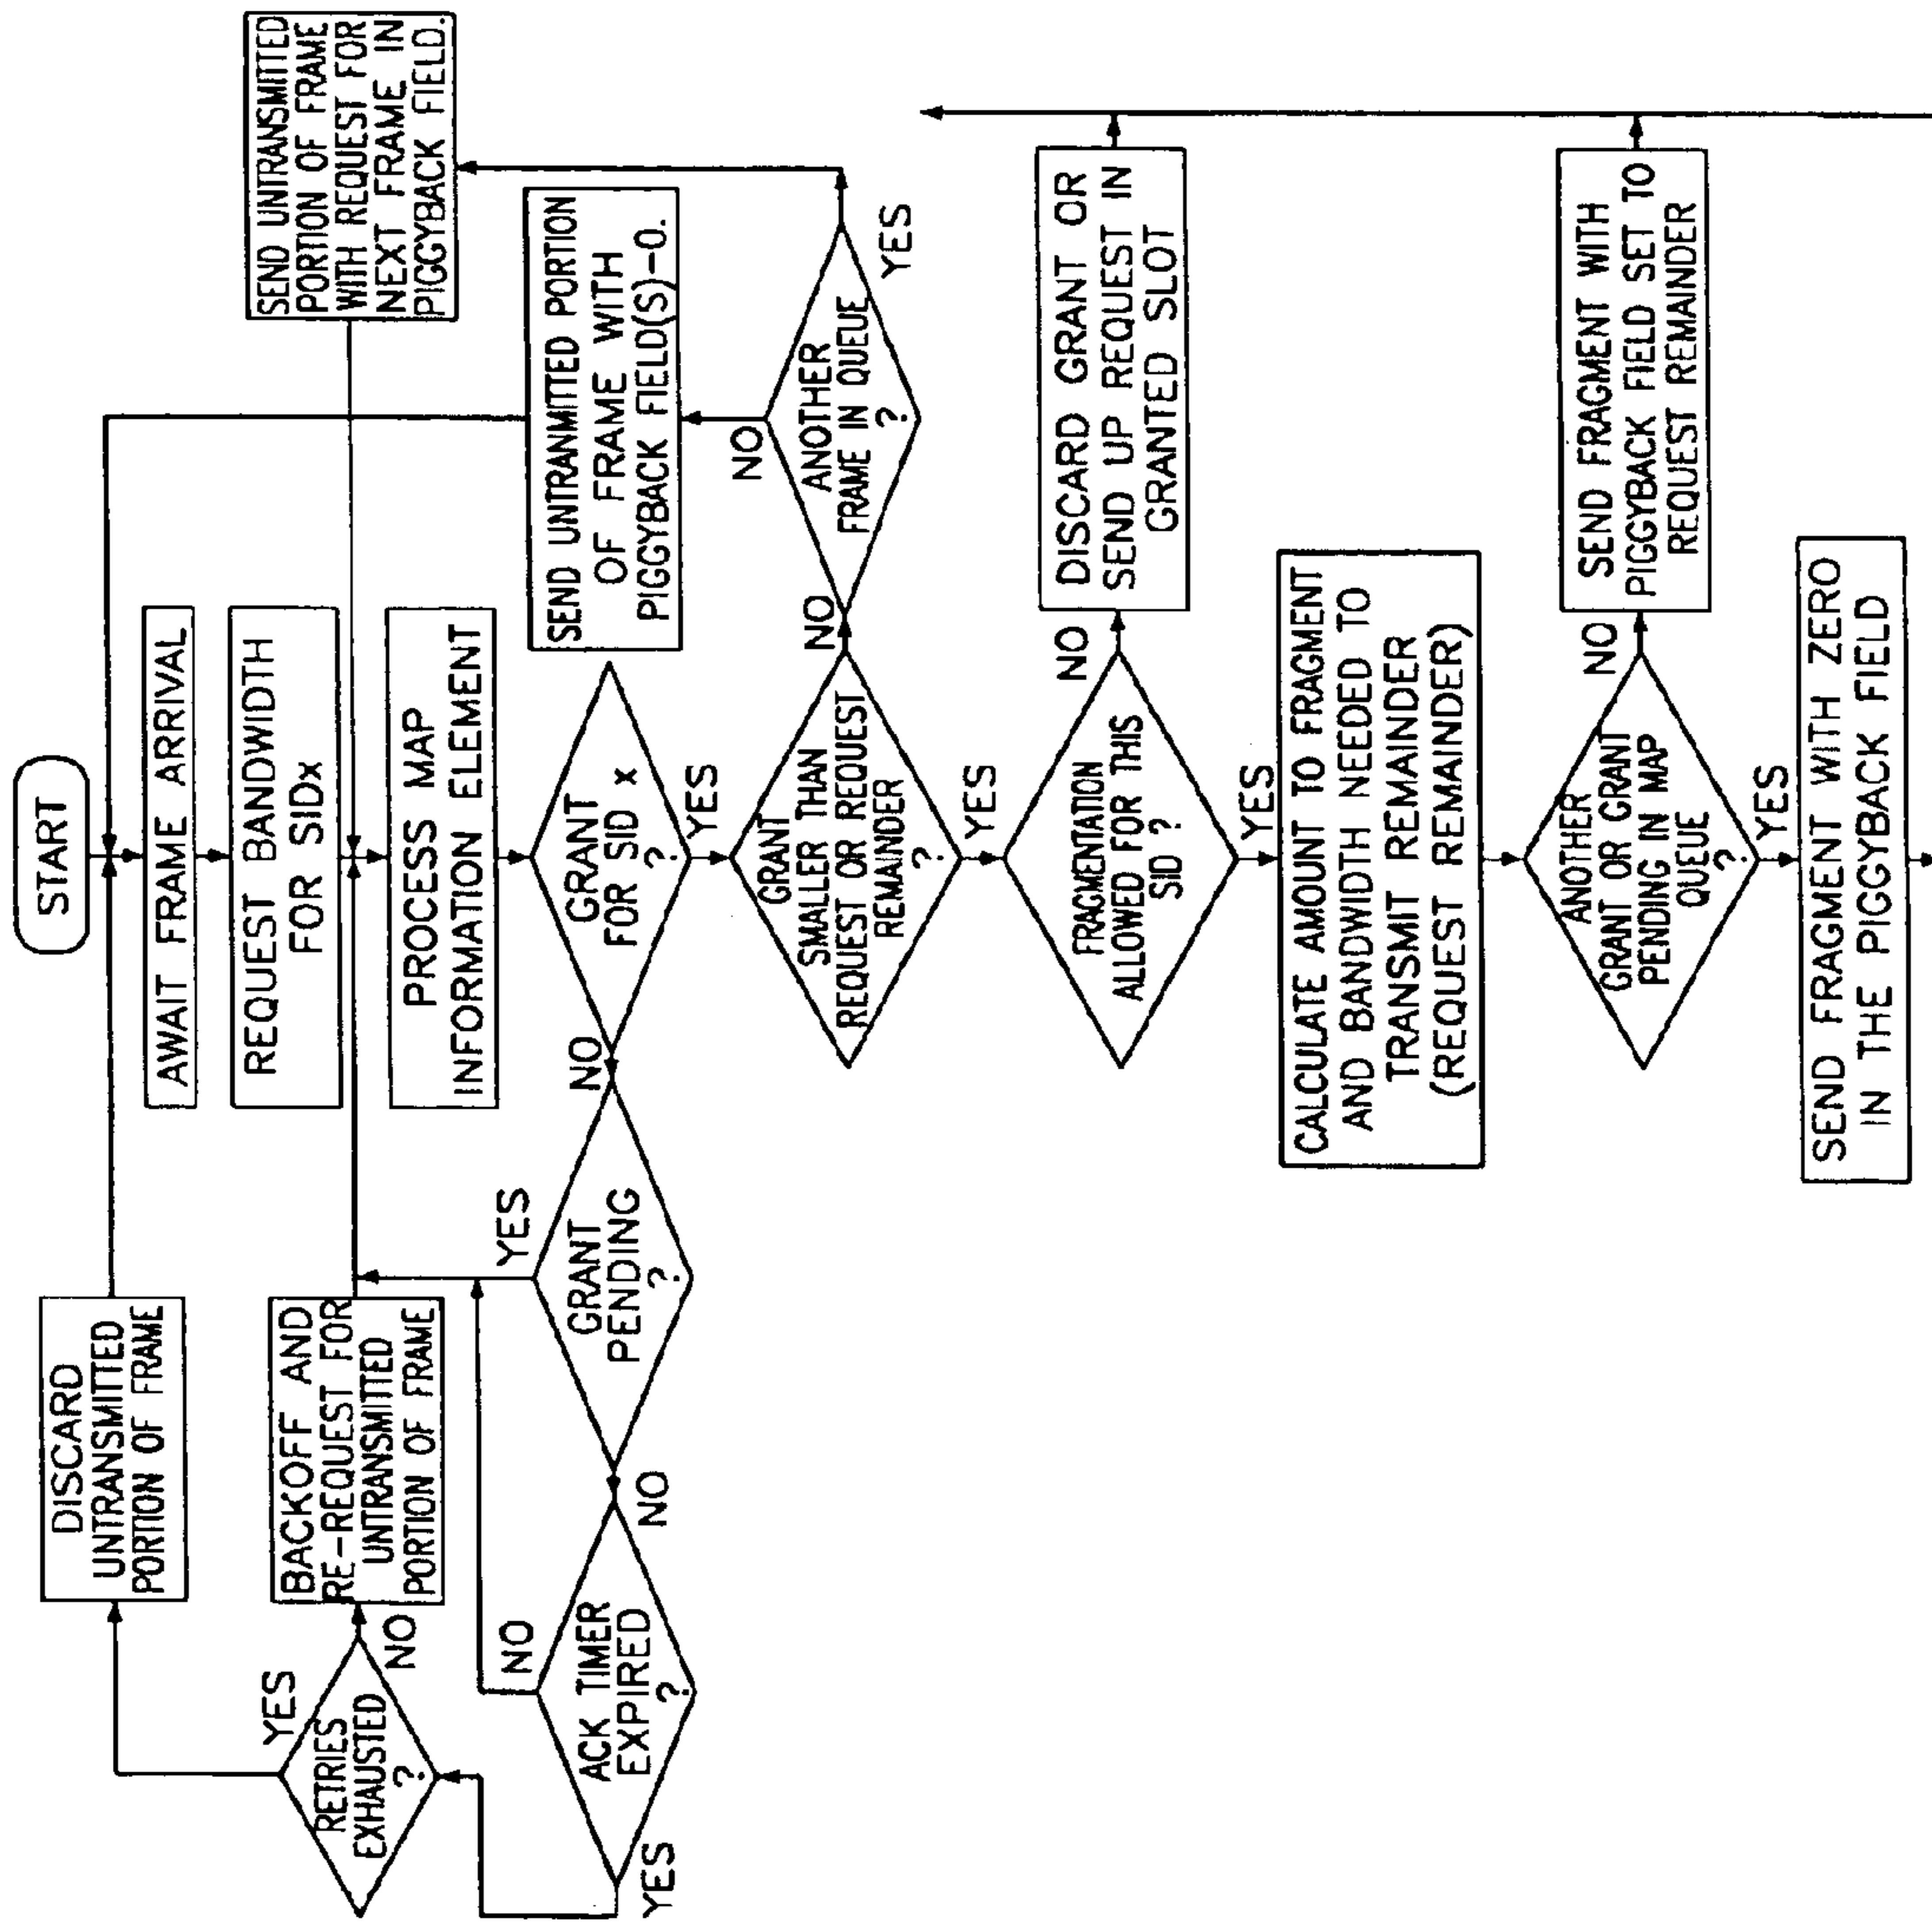 START
AWAIT FRAME ARRIVAL
REQUEST BANDWIDTH
FOR SIDx
PROCESS MAP
INFORMATION ELEMENT
GRANT
FOR SID x
?
NO
YES
GRANT
PENDING
?
YES
NO
ACK TIMER
EXPIRED
?
NO
YES
RETRIES
EXHAUSTED
?
YES
NO
DISCARD
UNTRANSMITTED
PORTION OF FRAME
BACKOFF AND
RE-REQUEST FOR
UNTRANSMITTED
PORTION OF FRAME
GRANT
SMALLER THAN
REQUEST OR REQUEST
REMAINDER
?
NO
YES
ANOTHER
FRAME IN QUEUE
?
NO
YES
SEND UNTRANMITTED PORTION
OF FRAME WITH
PIGGYBACK FIELD(S)-0.
SEND UNTRANSMITTED
PORTION OF FRAME
WITH REQUEST FOR
NEXT FRAME IN
PIGGYBACK FIELD.
FRAGMENTATION
ALLOWED FOR THIS
SID ?
NO
YES
DISCARD GRANT OR
SEND UP REQUEST IN
GRANTED SLOT
CALCULATE AMOUNT TO FRAGMENT
AND BANDWIDTH NEEDED TO
TRANSMIT REMAINDER
(REQUEST REMAINDER)
ANOTHER
GRANT OR GRANT
PENDING IN MAP
QUEUE
?
NO
YES
SEND FRAGMENT WITH
PIGGYBACK FIELD SET TO
REQUEST REMAINDER
SEND FRAGMENT WITH ZERO
IN THE PIGGYBACK FIELD